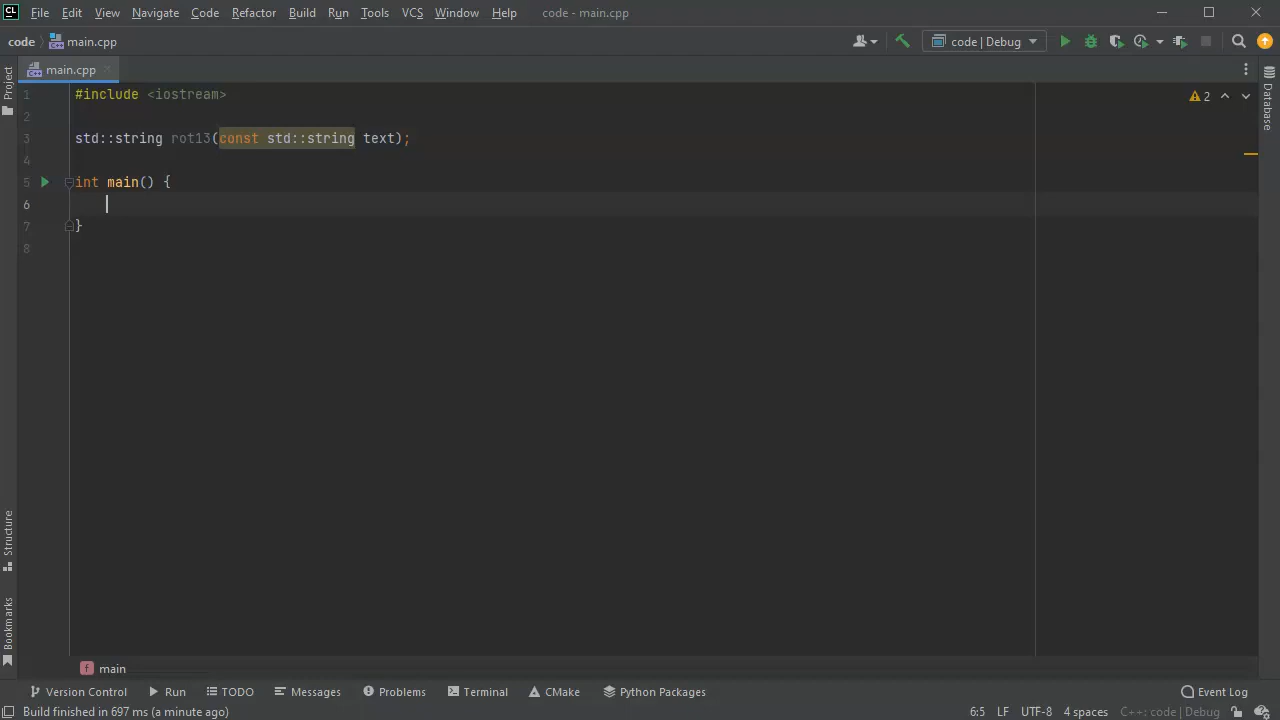 CL File Edit View Navigate Code Refactor Build Run Tools VCS Window Help code - main.cpp
code main.cpp code | Debug
Project main.cpp Database
1 #include <iostream> 2
2
3 std::string rot13(const std::string text);
4
5 int main() {
6
7 }
8
Structure
Bookmarks
f main
Version Control Run TODO Messages Problems Terminal CMake Python Packages Event Log
Build finished in 697 ms (a minute ago) 6:5 LF UTF-8 4 spaces C++: code | Debug